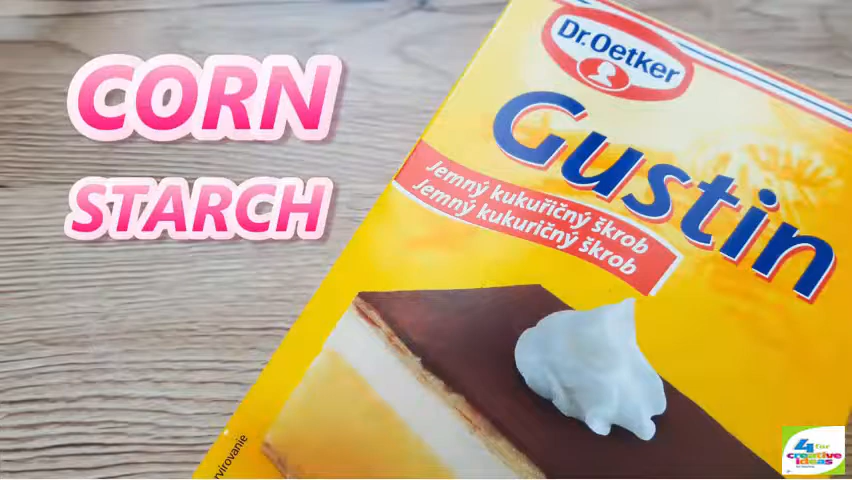 CORN
STARCH
Dr.Oetker
Gustin
Jemný kukuřičný škrob
Jemný kukuričný škrob
4 for
creative
ideas